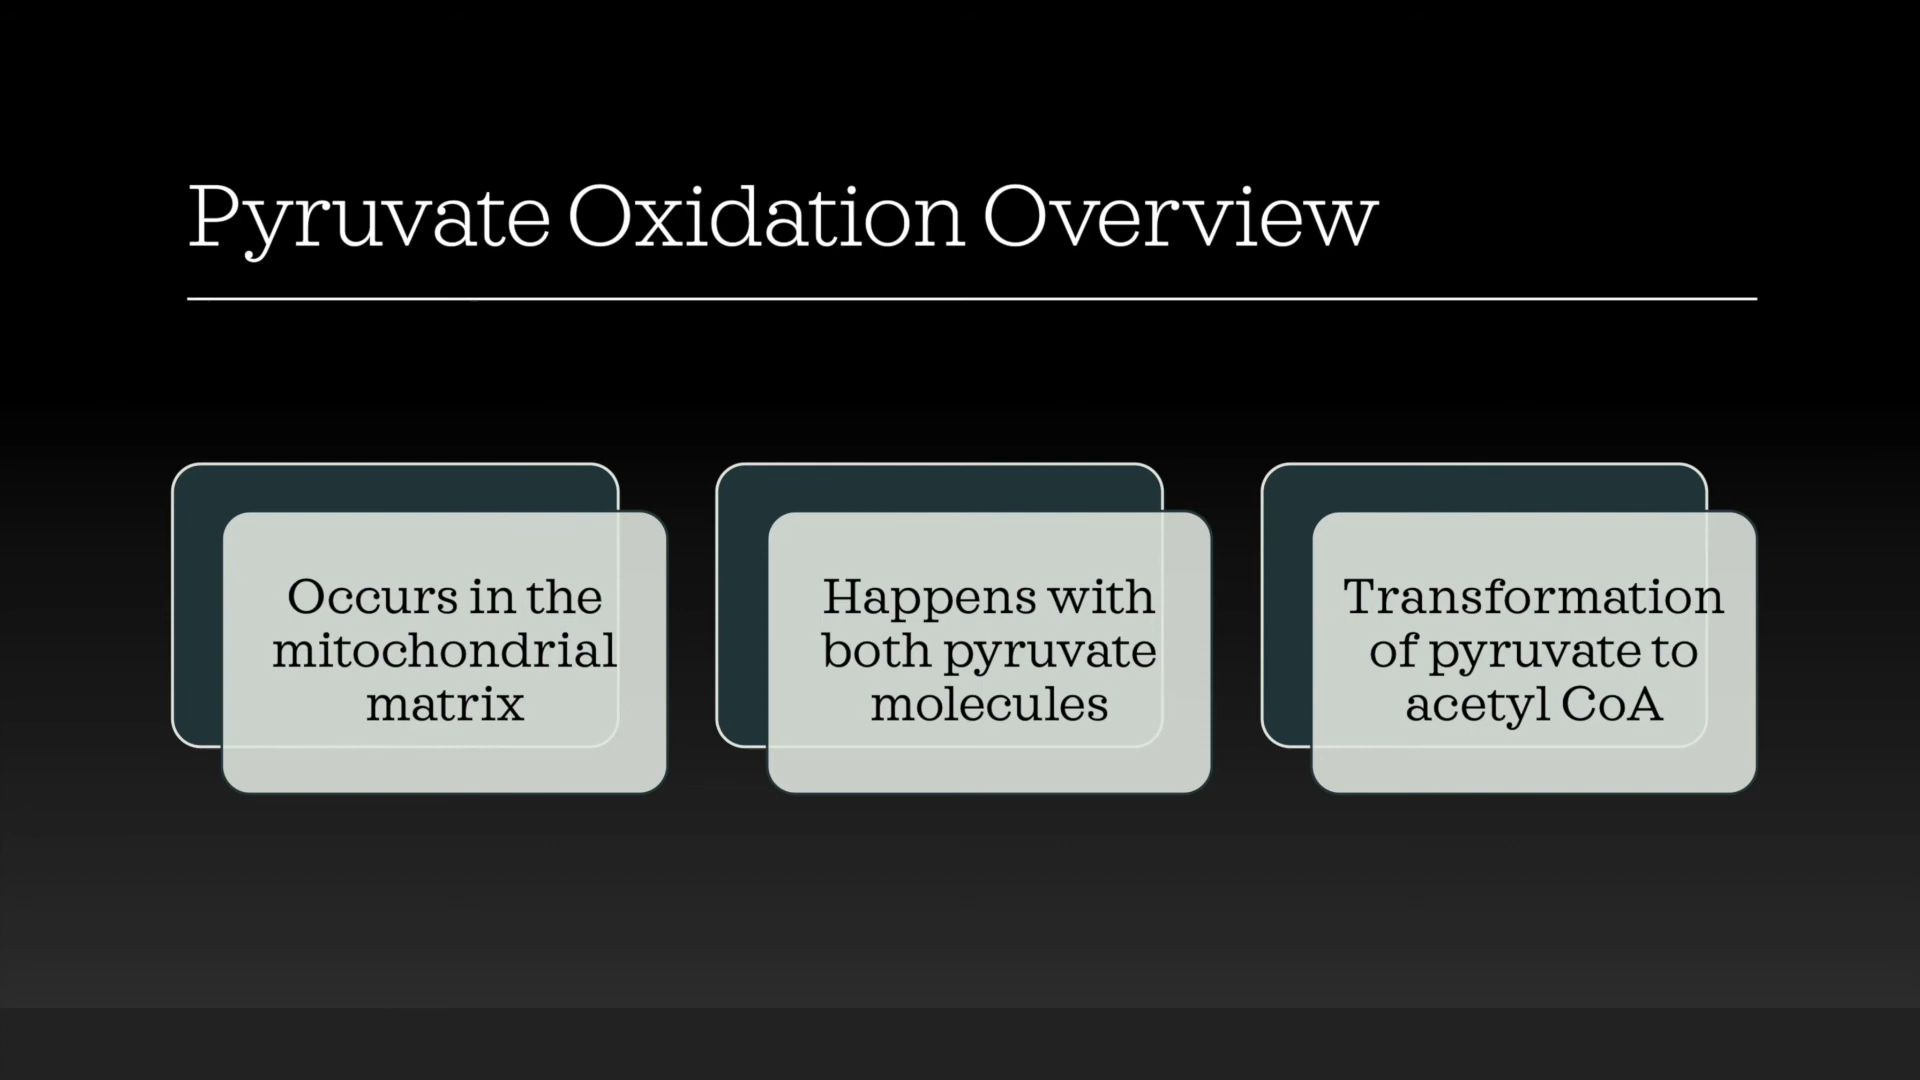 Pyruvate Oxidation Overview
Occurs in the
mitochondrial
matrix
Happens with
both pyruvate
molecules
Transformation
of pyruvate to
acetyl CoA